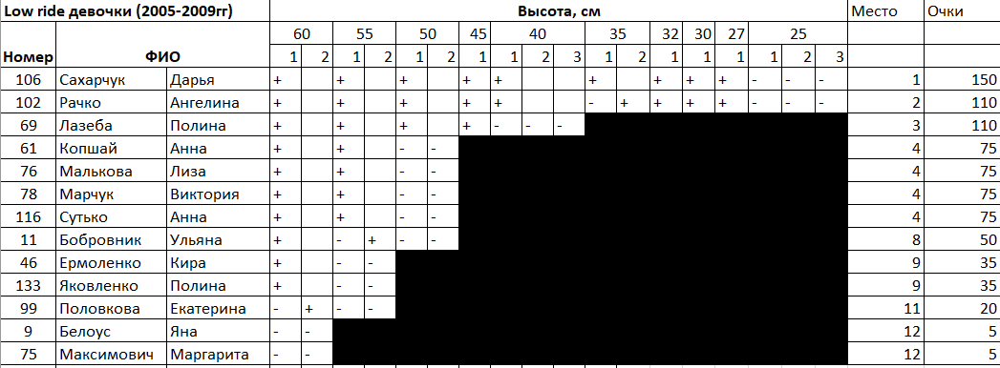 Low ride девочки (2005-2009гг) Высота, см Место Очки
60 55 50 45 40 35 32 30 27 25
Номер ФИО 1 2 1 2 1 2 1 1 2 3 1 2 1 1 1 1 2 3
106 Сахарчук Дарья + + + + + + + + + - - - 1 150
102 Рачко Ангелина + + + + + - + + + + - - - 2 110
69 Лазеба Полина + + + + - - - 3 110
61 Копшай Анна + + - - 4 75
76 Малькова Лиза + + - - 4 75
78 Марчук Виктория + + - - 4 75
116 Сутько Анна + + - - 4 75
11 Бобровник Ульяна + - + - - 8 50
46 Ермоленко Кира + - - 9 35
133 Яковленко Полина + - - 9 35
99 Половкова Екатерина - + - - 11 20
9 Белоус Яна - - 12 5
75 Максимович Маргарита - - 12 5